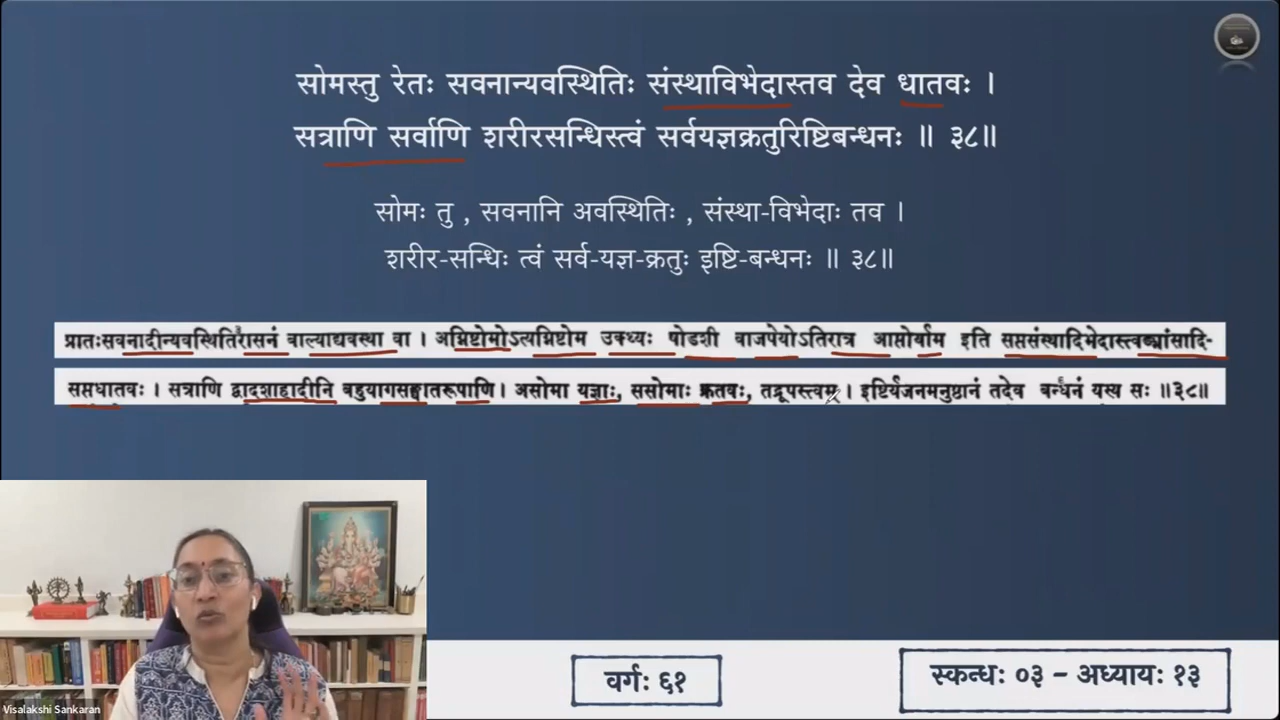 सोमस्तु रेतः सवनान्यवस्थितिः संस्थाविभेदास्तव देव धातवः ।
सत्राणि सर्वाणि शरीरसन्धिस्त्वं सर्वयज्ञक्रतुरिष्टिबन्धनः ॥ ३८॥
सोमः तु , सवनानि अवस्थितिः , संस्था-विभेदाः तव ।
शरीर-सन्धिः त्वं सर्व-यज्ञ-क्रतुः इष्टि-बन्धनः ॥ ३८॥
प्रातःसवनादीन्यवस्थितिरासनं वाल्याद्यवस्था वा । अग्निष्टोमोऽत्यग्निष्टोम उक्थ्यः षोडशी वाजपेयोऽतिरात्र आप्तोर्याम इति सप्तसंस्थादिभेदास्त्वङ्मांसादि-
सप्तधातवः । सत्राणि द्वादशाहादीनि बहुयागसङ्घातरूपाणि । असोमा यज्ञाः, ससोमाः क्रतवः, तद्रूपस्त्वम् । इष्टिर्यजनमनुष्ठानं तदेव बन्धनं यस्य सः ॥३८॥
Visalakshi Sankaran
वर्गः ६१
स्कन्धः ०३ – अध्यायः १३